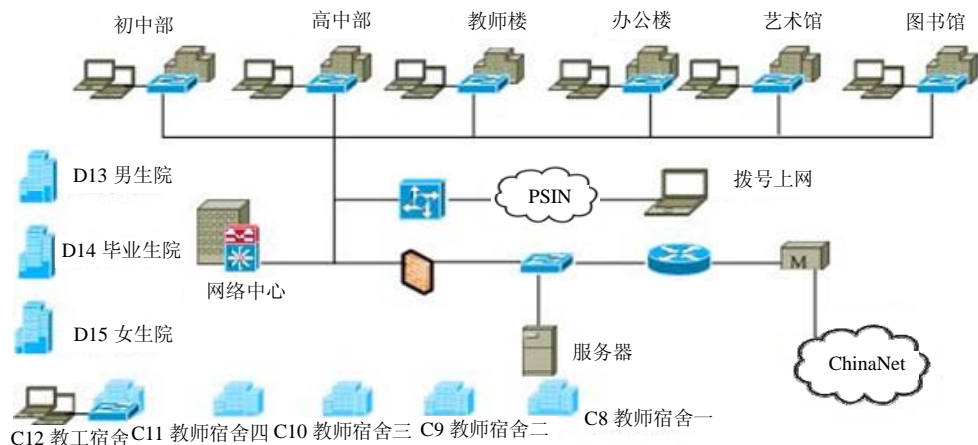 初中部
高中部
教师楼
办公楼
艺术馆
图书馆
D13 男生院
PSIN
拨号上网
D14 毕业生院
网络中心
M
D15 女生院
服务器
ChinaNet
C12 教工宿舍
C11 教师宿舍四
C10 教师宿舍三
C9 教师宿舍二
C8 教师宿舍一